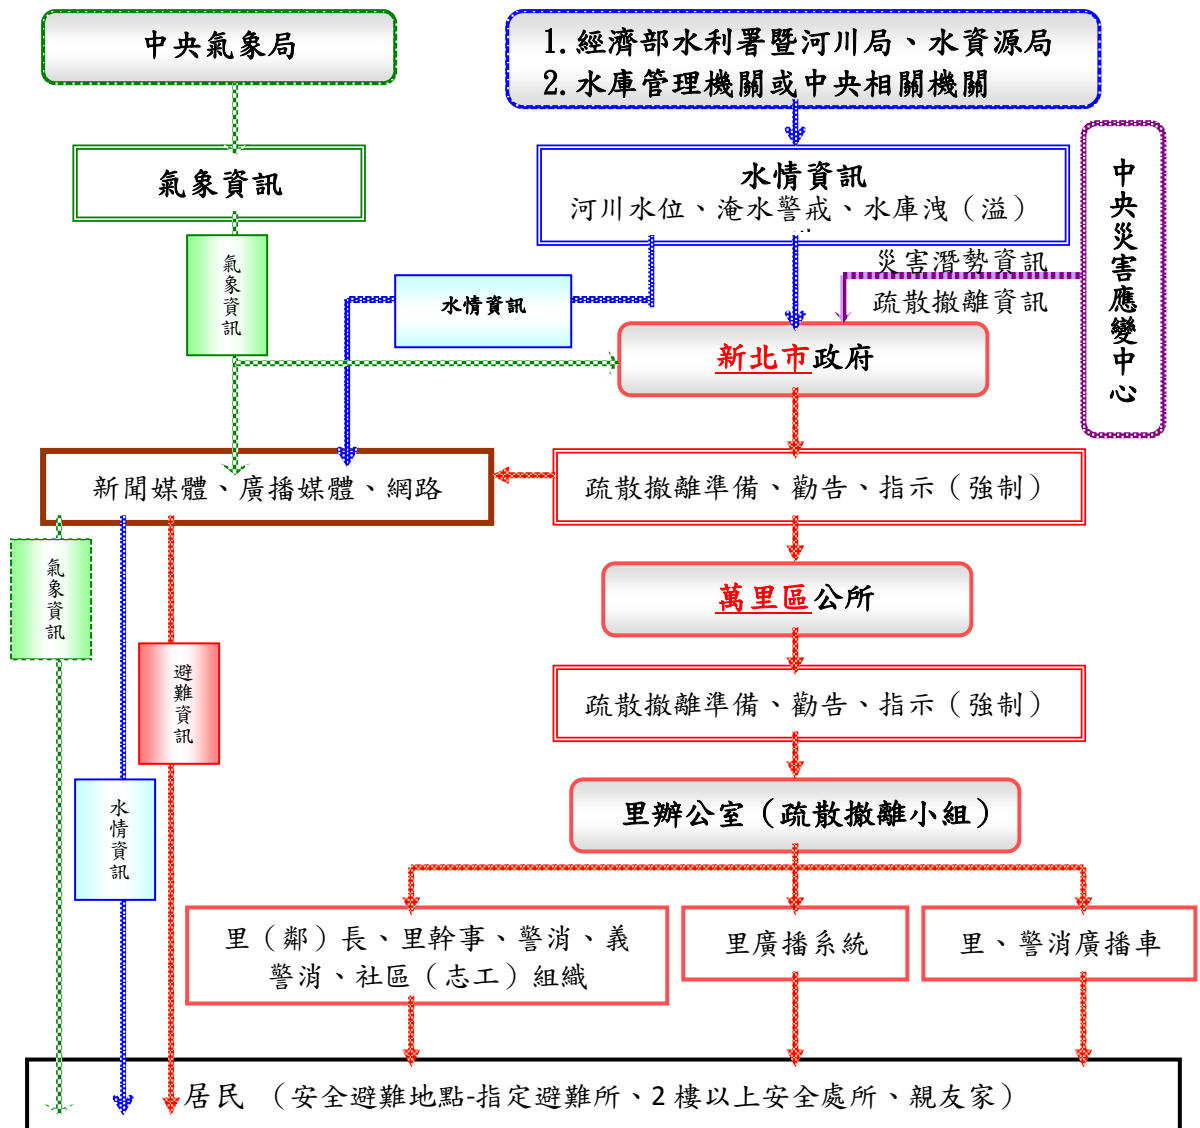 中央氣象局
1. 經濟部水利署暨河川局、水資源局
2. 水庫管理機關或中央相關機關
氣象資訊
水情資訊
河川水位、淹水警戒、水庫洩（溢）
中央災害應變中心
災害潛勢資訊
疏散撤離資訊
氣象資訊
水情資訊
新北市政府
新聞媒體、廣播媒體、網路
疏散撤離準備、勸告、指示（強制）
萬里區公所
氣象資訊
避難資訊
水情資訊
疏散撤離準備、勸告、指示（強制）
里辦公室（疏散撤離小組）
里（鄰）長、里幹事、警消、義
警消、社區（志工）組織
里廣播系統
里、警消廣播車
居民 （安全避難地點-指定避難所、2 樓以上安全處所、親友家）